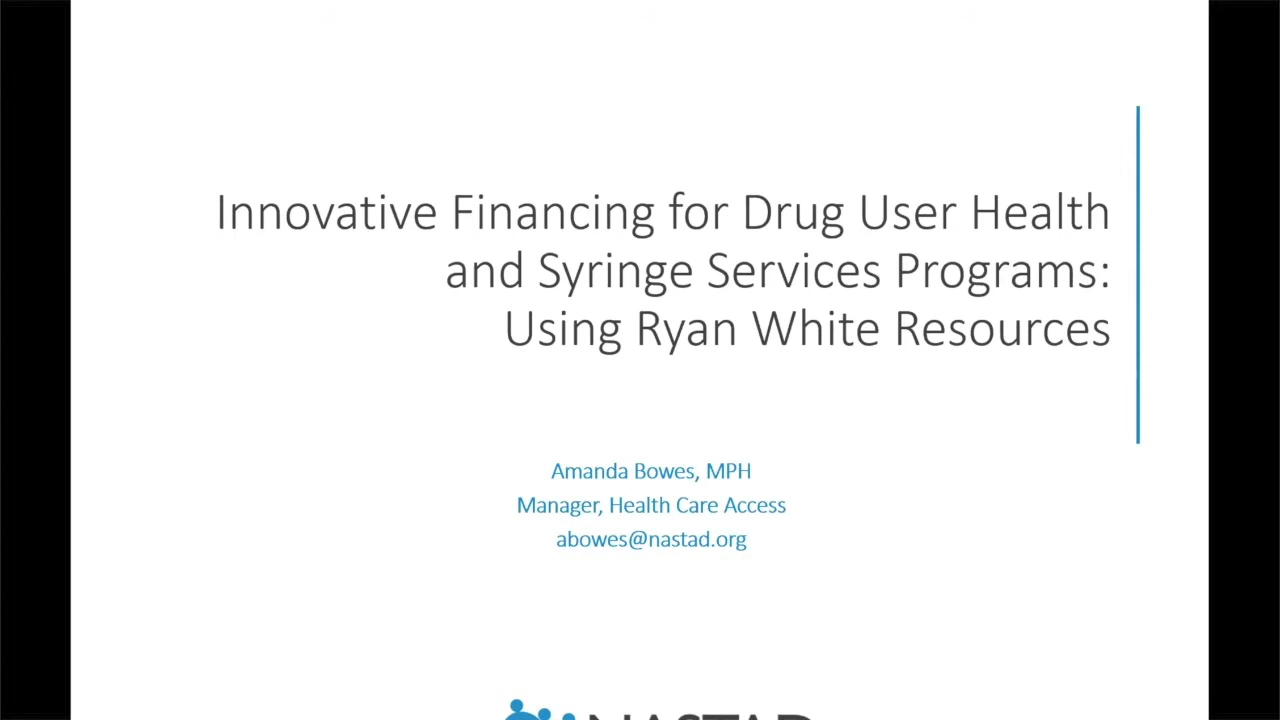 Innovative Financing for Drug User Health
and Syringe Services Programs:
Using Ryan White Resources
Amanda Bowes, MPH
Manager, Health Care Access
abowes@nastad.org
NASTAD